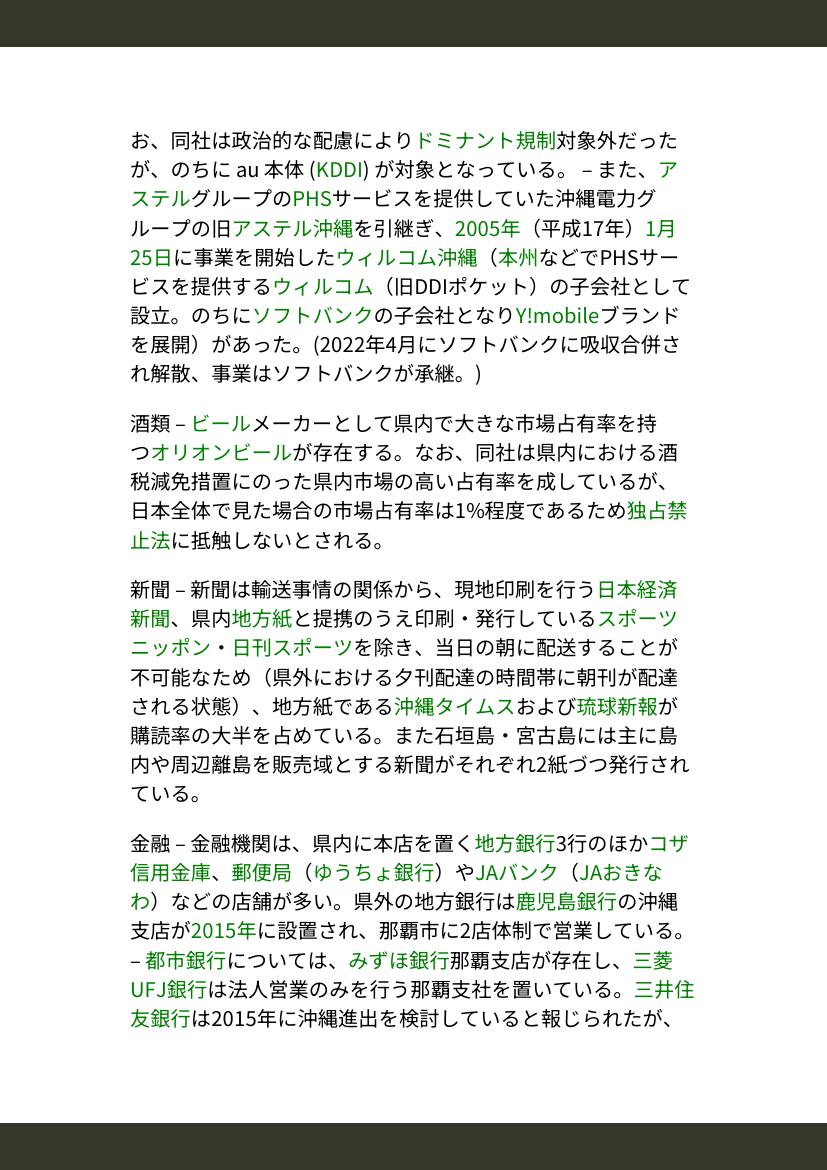 お、同社は政治的な配慮によりドミナント規制対象外だった
が、のちに au 本体 (KDDI) が対象となっている。 – また、ア
ステルグループのPHSサービスを提供していた沖縄電力グ
ループの旧アステル沖縄を引継ぎ、2005年（平成17年）1月
25日に事業を開始したウィルコム沖縄（本州などでPHSサー
ビスを提供するウィルコム（旧DDIポケット）の子会社として
設立。のちにソフトバンクの子会社となりY!mobileブランド
を展開）があった。(2022年4月にソフトバンクに吸収合併さ
れ解散、事業はソフトバンクが承継。)
酒類 – ビールメーカーとして県内で大きな市場占有率を持
つオリオンビールが存在する。なお、同社は県内における酒
税減免措置にのった県内市場の高い占有率を成しているが、
日本全体で見た場合の市場占有率は1%程度であるため独占禁
止法に抵触しないとされる。
新聞 – 新聞は輸送事情の関係から、現地印刷を行う日本経済
新聞、県内地方紙と提携のうえ印刷・発行しているスポーツ
ニッポン・日刊スポーツを除き、当日の朝に配送することが
不可能なため（県外における夕刊配達の時間帯に朝刊が配達
される状態）、地方紙である沖縄タイムスおよび琉球新報が
購読率の大半を占めている。また石垣島・宮古島には主に島
内や周辺離島を販売域とする新聞がそれぞれ2紙づつ発行され
ている。
金融 – 金融機関は、県内に本店を置く地方銀行3行のほかコザ
信用金庫、郵便局（ゆうちょ銀行）やJAバンク（JAおきな
わ）などの店舗が多い。県外の地方銀行は鹿児島銀行の沖縄
支店が2015年に設置され、那覇市に2店体制で営業している。
– 都市銀行については、みずほ銀行那覇支店が存在し、三菱
UFJ銀行は法人営業のみを行う那覇支社を置いている。三井住
友銀行は2015年に沖縄進出を検討していると報じられたが、